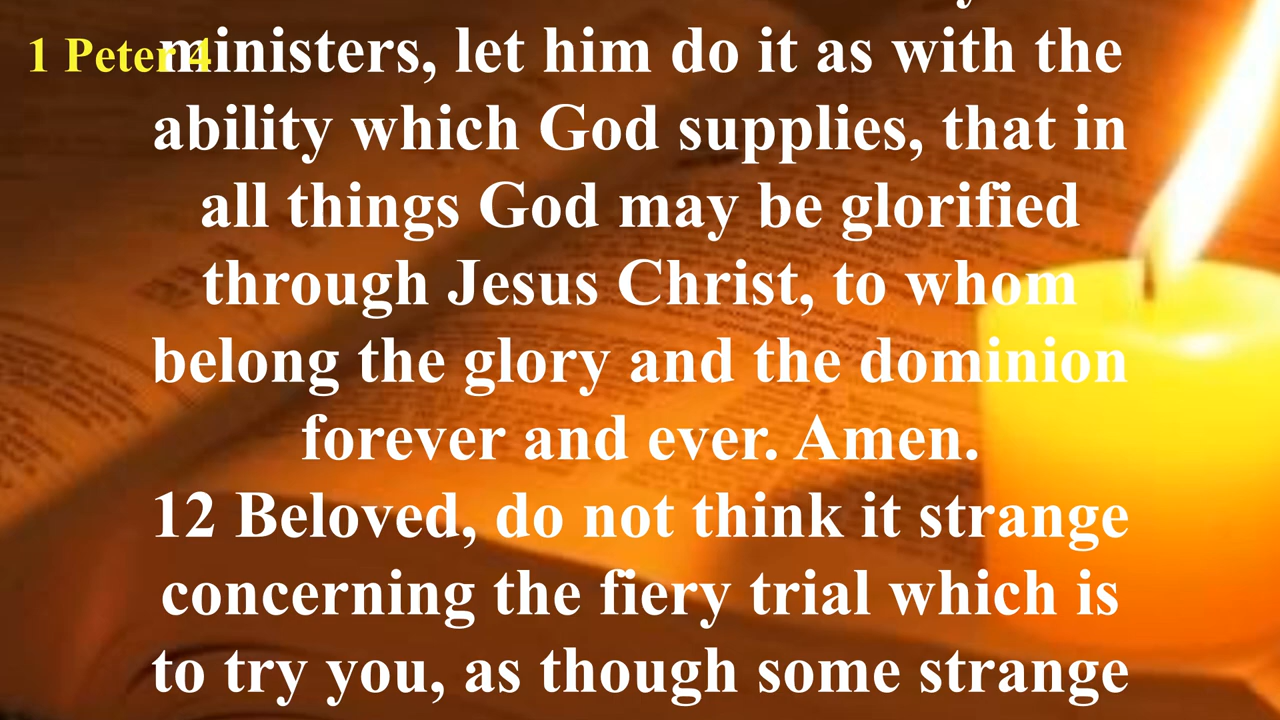 1 Peter 4
ministers, let him do it as with the
ability which God supplies, that in
all things God may be glorified
through Jesus Christ, to whom
belong the glory and the dominion
forever and ever. Amen.
12 Beloved, do not think it strange
concerning the fiery trial which is
to try you, as though some strange